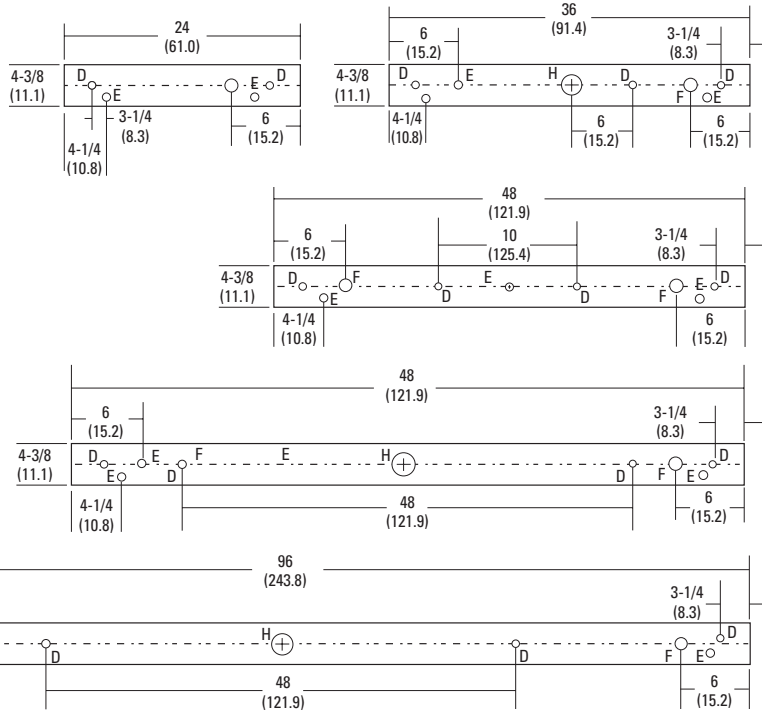 24
(61.0)
4-3/8
(11.1)
D
E
E
D
3-1/4
(8.3)
6
(15.2)
4-1/4
(10.8)
36
(91.4)
6
(15.2)
3-1/4
(8.3)
4-3/8
(11.1)
D
E
H
D
D
F
E
4-1/4
(10.8)
6
(15.2)
6
(15.2)
48
(121.9)
6
(15.2)
10
(125.4)
3-1/4
(8.3)
4-3/8
(11.1)
D
F
E
E
D
D
D
F
E
4-1/4
(10.8)
6
(15.2)
48
(121.9)
6
(15.2)
3-1/4
(8.3)
4-3/8
(11.1)
D
E
F
E
H
D
E
D
D
F
E
4-1/4
(10.8)
48
(121.9)
6
(15.2)
96
(243.8)
3-1/4
(8.3)
H
D
D
D
F
E
48
(121.9)
6
(15.2)